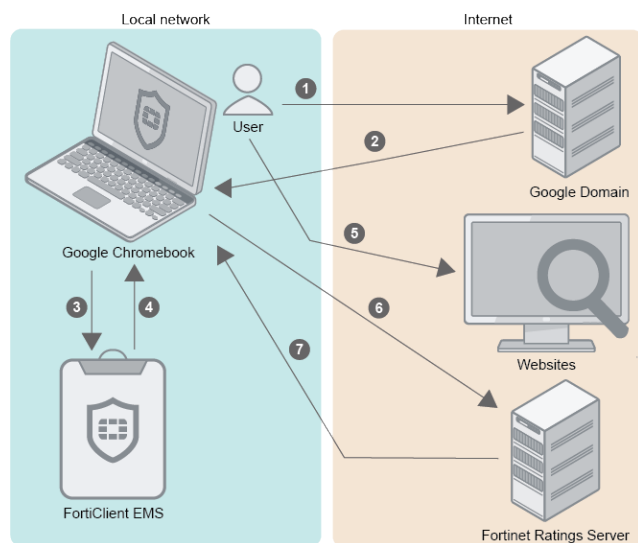 Local network
Internet
1
User
2
Google Domain
Google Chromebook
5
3
4
6
Websites
7
FortiClient EMS
Fortinet Ratings Server